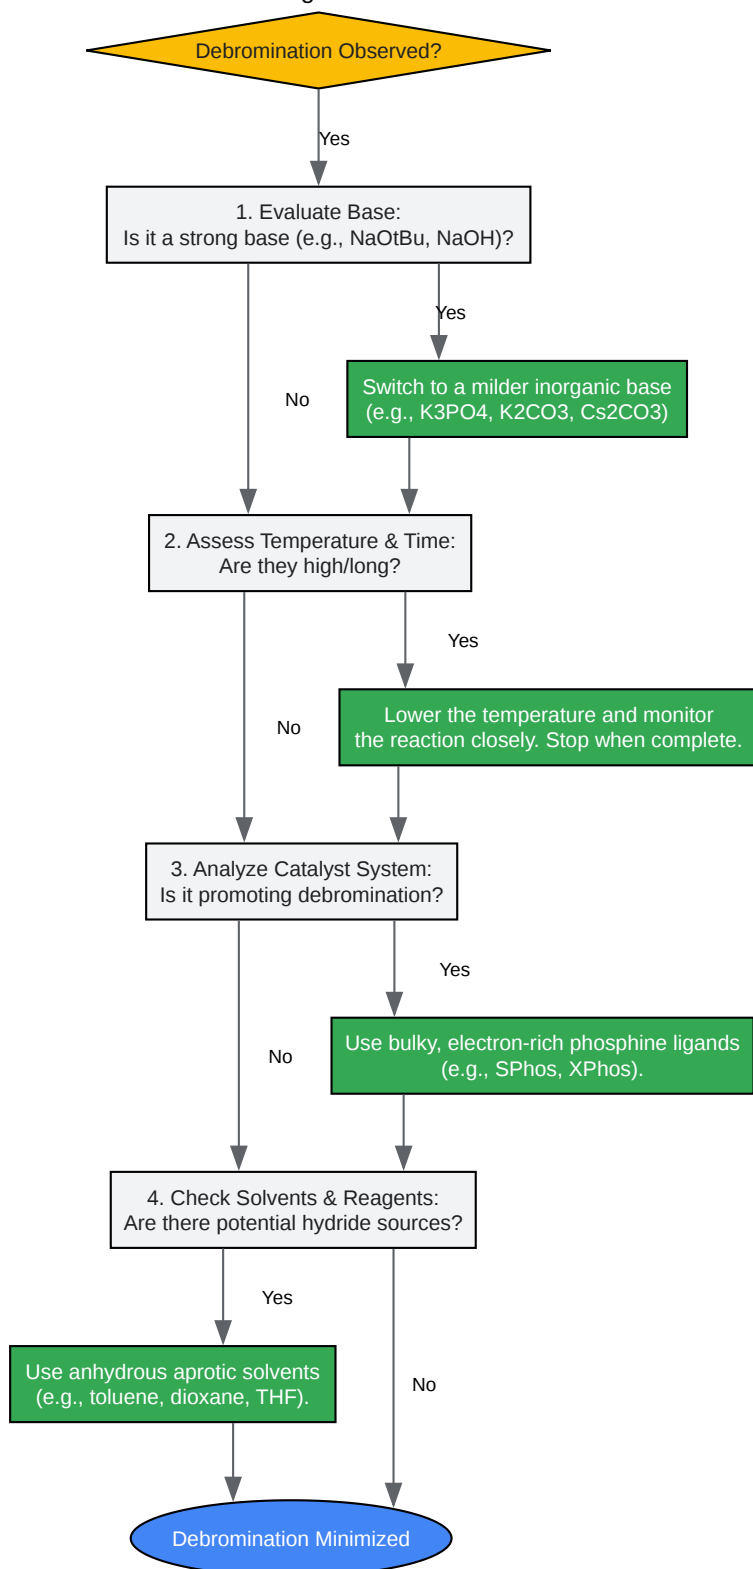 Debromination Observed?
Yes
1. Evaluate Base:
Is it a strong base (e.g., NaOtBu, NaOH)?
Yes
Switch to a milder inorganic base
(e.g., K3PO4, K2CO3, Cs2CO3)
No
2. Assess Temperature & Time:
Are they high/long?
Yes
Lower the temperature and monitor
the reaction closely. Stop when complete.
No
3. Analyze Catalyst System:
Is it promoting debromination?
Yes
Use bulky, electron-rich phosphine ligands
(e.g., SPhos, XPhos).
No
4. Check Solvents & Reagents:
Are there potential hydride sources?
Yes
Use anhydrous aprotic solvents
(e.g., toluene, dioxane, THF).
No
Debromination Minimized